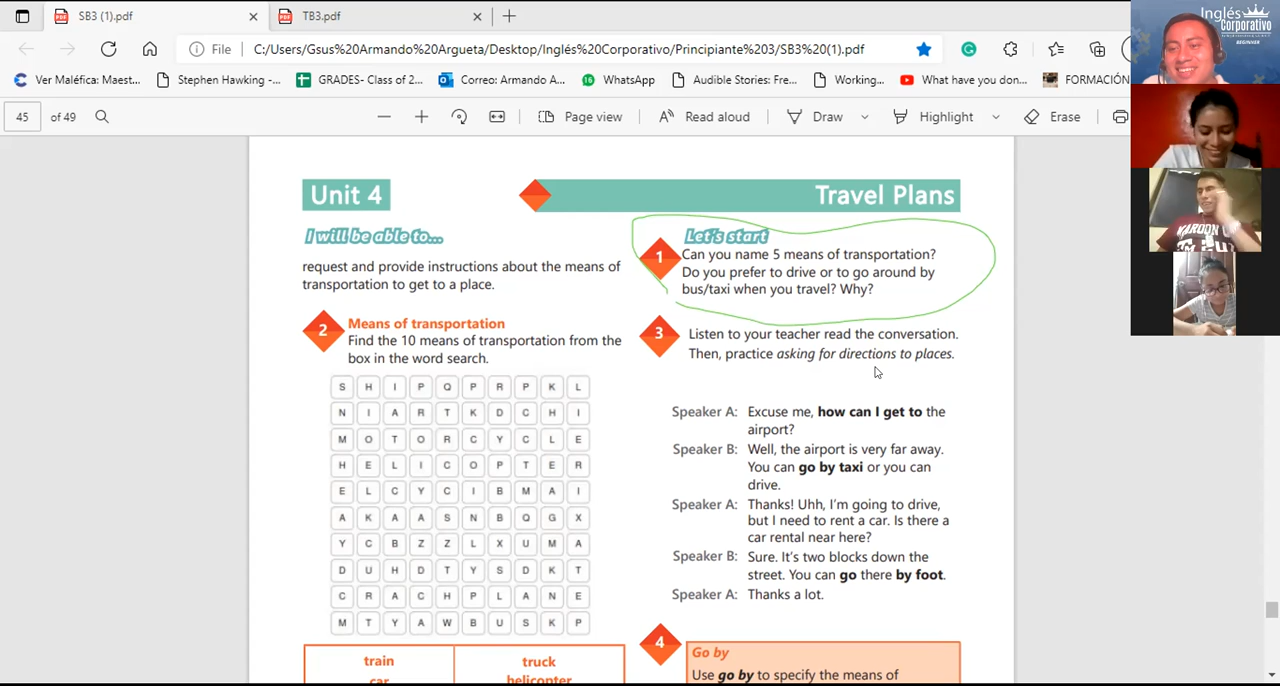 SB3 (1).pdf
TB3.pdf
File
C:/Users/Gsus%20Armando%20Argueta/Desktop/Inglés%20Corporativo/Principiante%203/SB3%20(1).pdf
Ver Maléfica: Maest...
Stephen Hawking -...
GRADES- Class of 2...
Correo: Armando A...
WhatsApp
Audible Stories: Fre...
Working...
What have you don...
FORMACIÓN
45 of 49
Page view
Read aloud
Draw
Highlight
Erase
Inglés
Corporativo
BEGINNER
Unit 4
Travel Plans
I will be able to...
request and provide instructions about the means of
transportation to get to a place.
2
Means of transportation
Find the 10 means of transportation from the
box in the word search.
S H I P Q P R P K L
N I A R T K D C H I
M O T O R C Y C L E
H E L I C O P T E R
E L C Y C I B M A I
A K A A S N B Q G X
Y C B Z Z L X U M A
D U H D T Y S D K T
C R A C H P L A N E
M T Y A W B U S K P
train
truck
car
helicopter
Let's start
1
Can you name 5 means of transportation?
Do you prefer to drive or to go around by
bus/taxi when you travel? Why?
3
Listen to your teacher read the conversation.
Then, practice asking for directions to places.
Speaker A: Excuse me, how can I get to the
airport?
Speaker B: Well, the airport is very far away.
You can go by taxi or you can
drive.
Speaker A: Thanks! Uhh, I'm going to drive,
but I need to rent a car. Is there a
car rental near here?
Speaker B: Sure. It's two blocks down the
street. You can go there by foot.
Speaker A: Thanks a lot.
4
Go by
Use go by to specify the means of